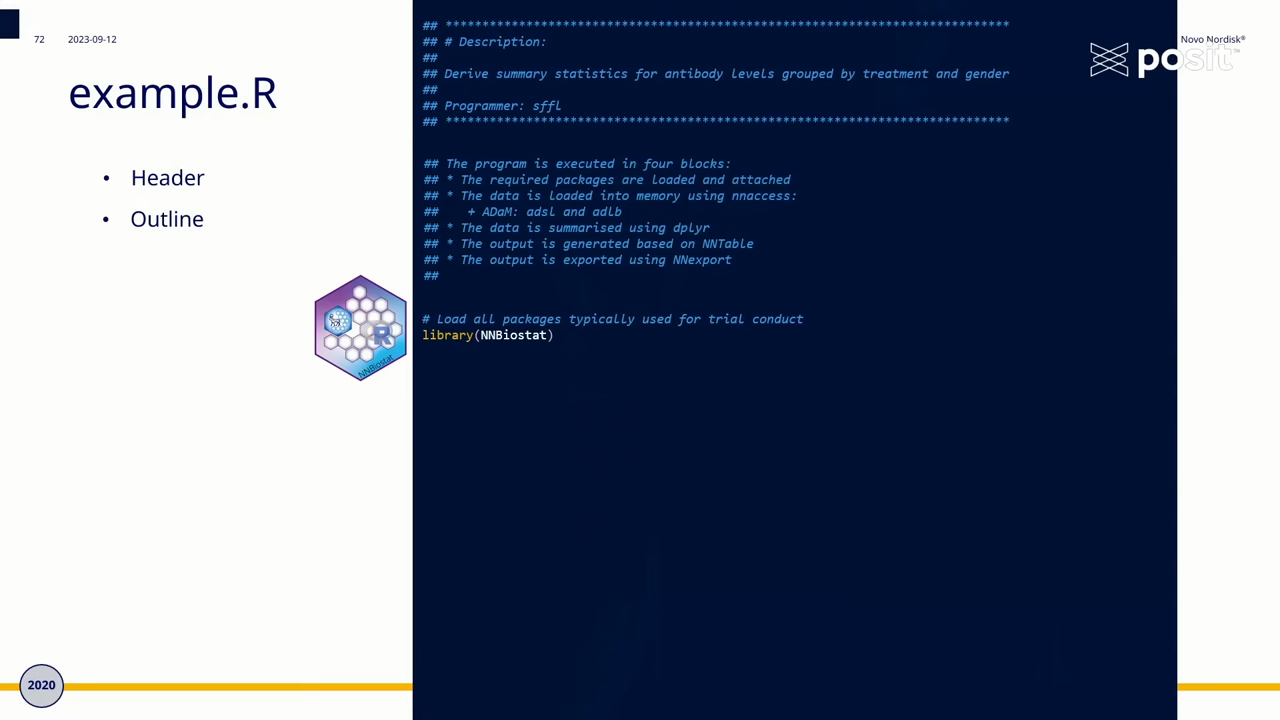 72
2023-09-12
Novo Nordisk®
posit™
example.R
• Header
• Outline
NNBiostat
## *****************************************************************************
## # Description:
##
## Derive summary statistics for antibody levels grouped by treatment and gender
##
## Programmer: sffl
## *****************************************************************************
## The program is executed in four blocks:
## * The required packages are loaded and attached
## * The data is loaded into memory using nnaccess:
##    + ADaM: adsl and adlb
## * The data is summarised using dplyr
## * The output is generated based on NNTable
## * The output is exported using NNexport
##
# Load all packages typically used for trial conduct
library(NNBiostat)
2020